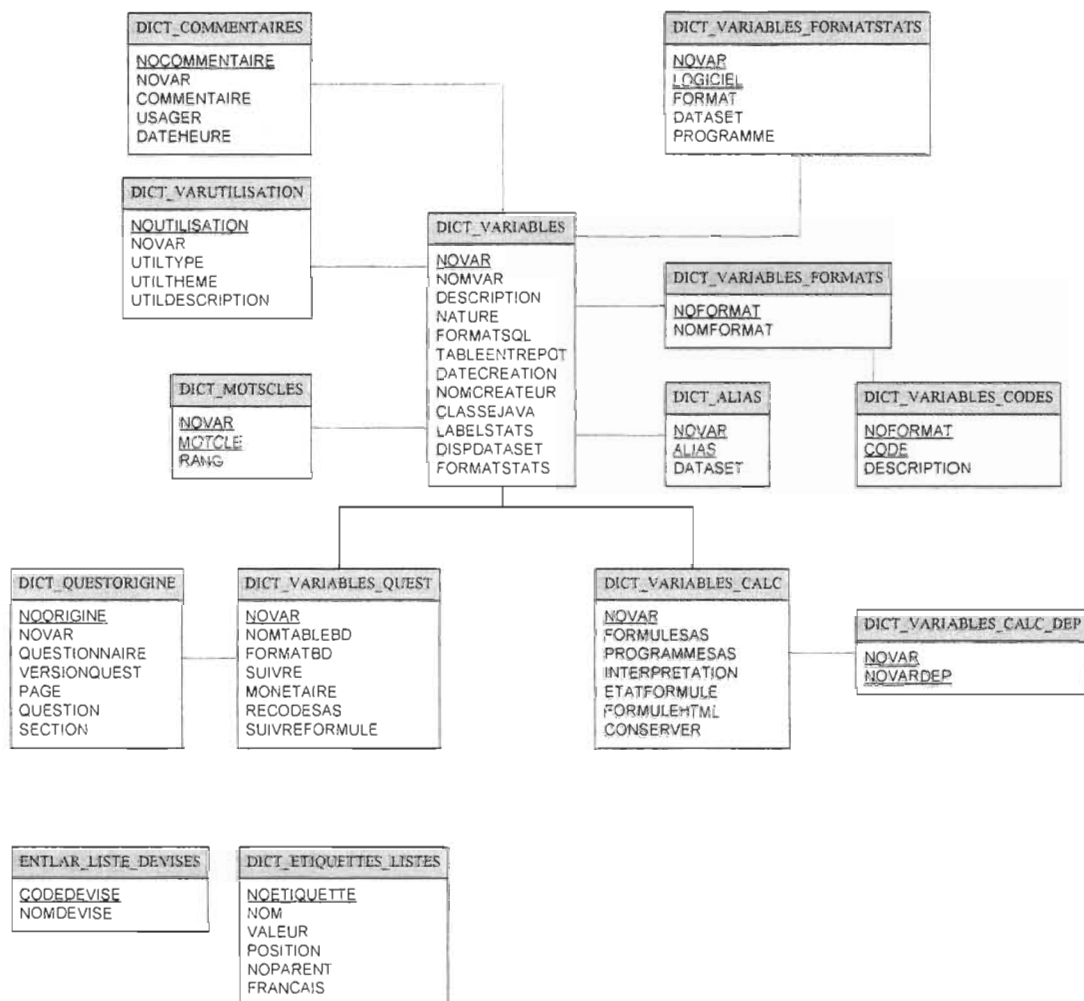 DICT_COMMENTAIRES
NOCOMMENTAIRE
NOVAR
COMMENTAIRE
USAGER
DATEHEURE
DICT_VARIABLES_FORMATSTATS
NOVAR
LOGICIEL
FORMAT
DATASET
PROGRAMME
DICT_VARUTILISATION
NOUTILISATION
NOVAR
UTILTYPE
UTILTHEME
UTILDESCRIPTION
DICT_VARIABLES
NOVAR
NOMVAR
DESCRIPTION
NATURE
FORMATSQL
TABLEENTREPOT
DATECREATION
NOMCREATEUR
CLASSEJAVA
LABELSTATS
DISPDATASET
FORMATSTATS
DICT_VARIABLES_FORMATS
NOFORMAT
NOMFORMAT
DICT_MOTSCLES
NOVAR
MOTCLE
RANG
DICT_ALIAS
NOVAR
ALIAS
DATASET
DICT_VARIABLES_CODES
NOFORMAT
CODE
DESCRIPTION
DICT_QUESTORIGINE
NOORIGINE
NOVAR
QUESTIONNAIRE
VERSIONQUEST
PAGE
QUESTION
SECTION
DICT_VARIABLES_QUEST
NOVAR
NOMTABLEBD
FORMATBD
SUIVRE
MONETAIRE
RECODESAS
SUIVREFORMULE
DICT_VARIABLES_CALC
NOVAR
FORMULESAS
PROGRAMMESAS
INTERPRETATION
ETATFORMULE
FORMULEHTML
CONSERVER
DICT_VARIABLES_CALC_DEP
NOVAR
NOVARDEP
ENTLAR_LISTE_DEVISES
CODEDEVISE
NOMDEVISE
DICT_ETIQUETTES_LISTES
NOETIQUETTE
NOM
VALEUR
POSITION
NOPARENT
FRANCAIS